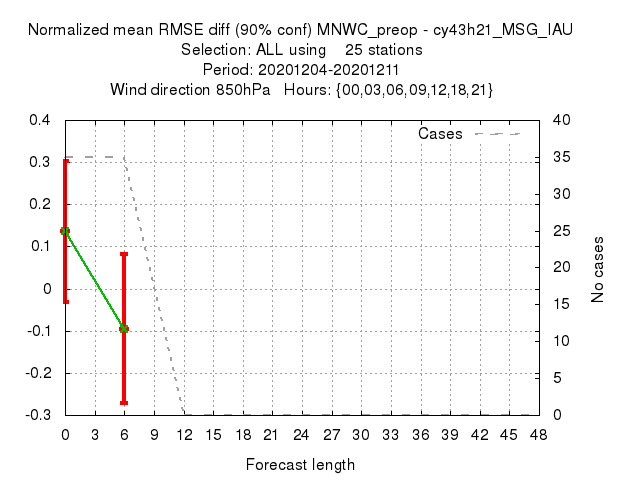 Normalized mean RMSE diff (90% conf) MNWC_preop - cy43h21_MSG_IAU
Selection: ALL using    25 stations
Period: 20201204-20201211
Wind direction 850hPa   Hours: {00,03,06,09,12,18,21}
Cases
0.4
0.3
0.2
0.1
0
-0.1
-0.2
-0.3
40
35
30
25
20
15
10
5
0
No cases
0 3 6 9 12 15 18 21 24 27 30 33 36 39 42 45 48
Forecast length